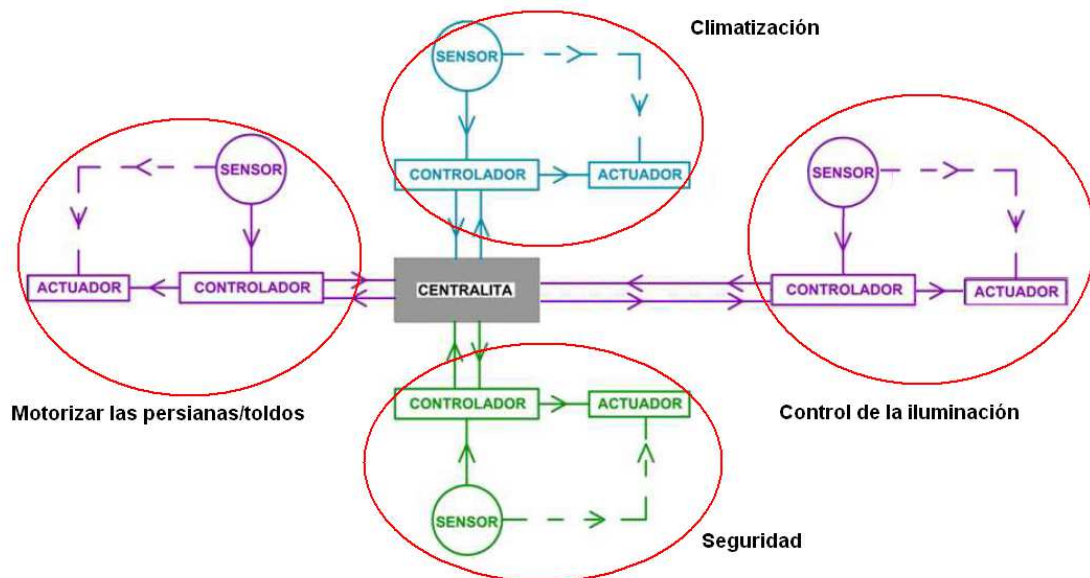 Climatización
SENSOR
CONTROLADOR
ACTUADOR
SENSOR
ACTUADOR
CONTROLADOR
Motorizar las persianas/toldos
CENTRALITA
SENSOR
CONTROLADOR
ACTUADOR
Control de la iluminación
CONTROLADOR
ACTUADOR
SENSOR
Seguridad